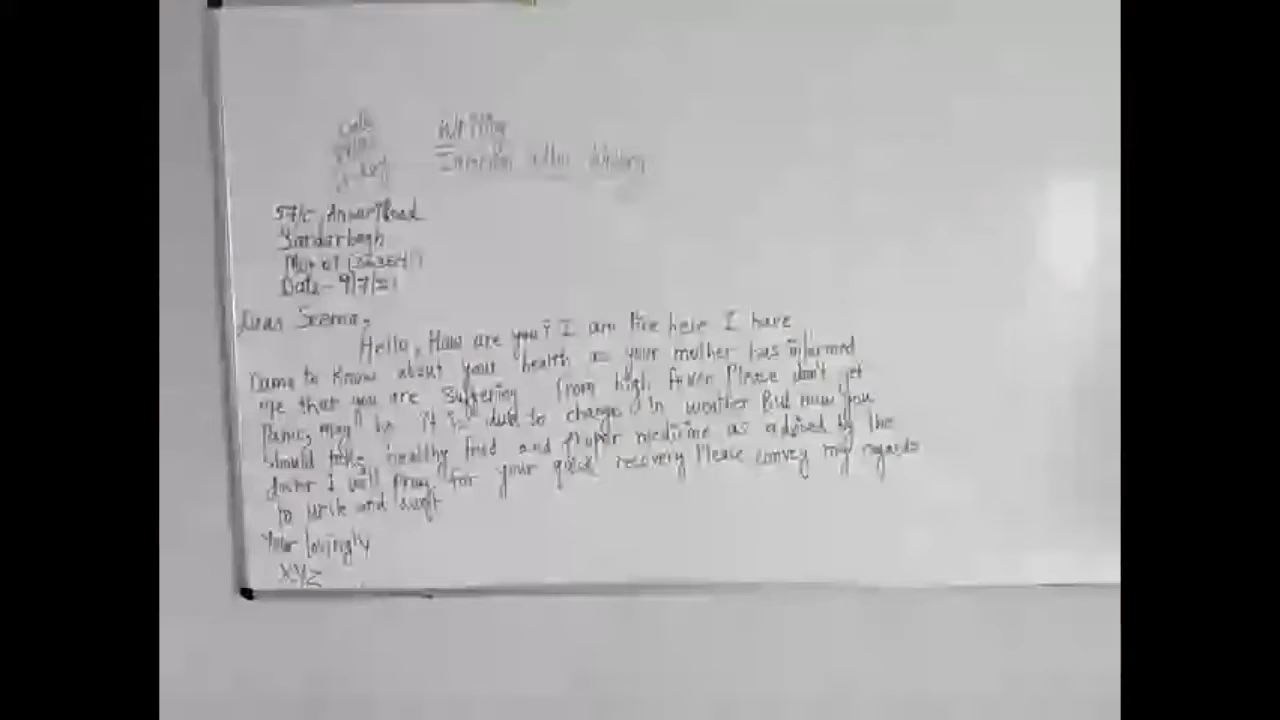 Writing
Writing
57/C Anwar Road
Date - 9/7/21
Dear Seema,
Hello, How are you? I am fine here I have
came to know about your health as your mother has informed
me that you are suffering from high fever Please don't get
Panic, may be it is due to change in weather But now you
should take healthy food and proper medicine as adviced by the
doctor I will pray for your quick recovery Please convey my regards
to uncle and aunt
Your lovingly
XYZ